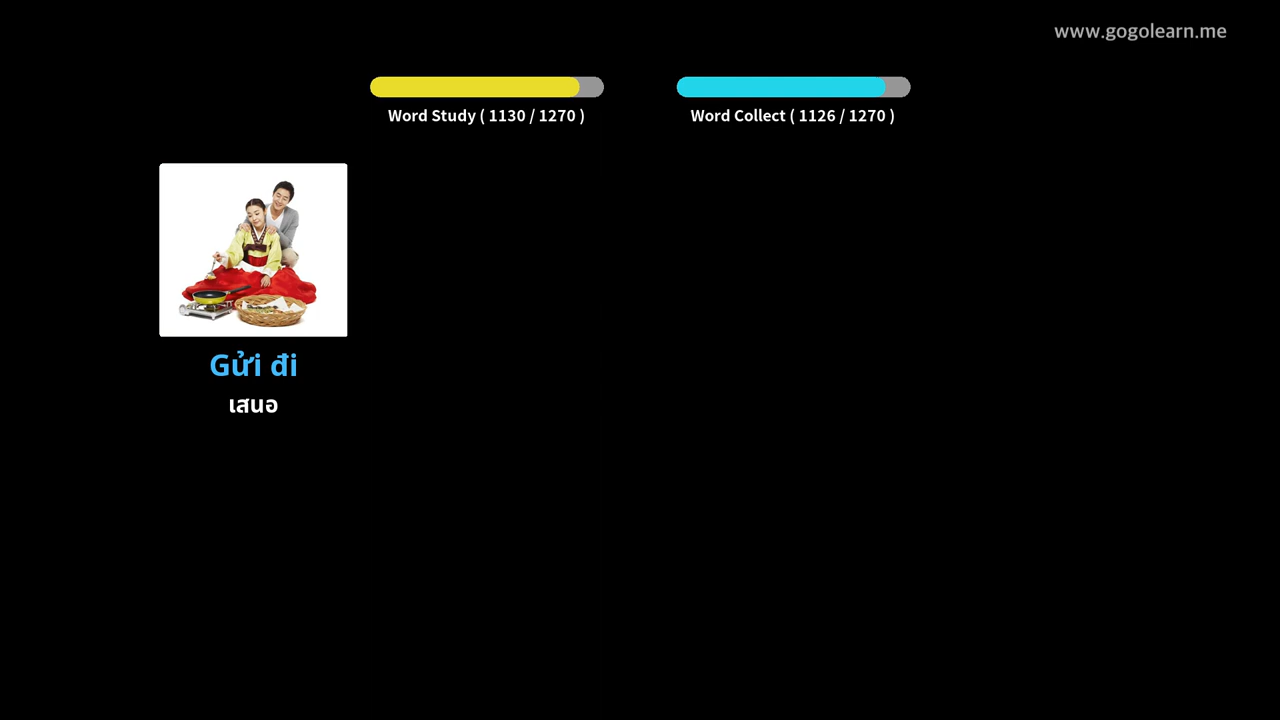 www.gogolearn.me
Word Study ( 1130 / 1270 )
Word Collect ( 1126 / 1270 )
Gửi đi
เสนอ